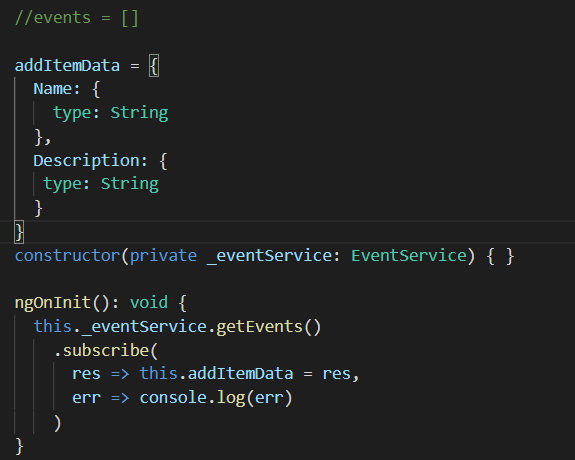 //events = []
addItemData = {
Name: {
type: String
},
Description: {
type: String
}
}
constructor(private _eventService: EventService) { }
ngOnInit(): void {
this._eventService.getEvents()
.subscribe(
res => this.addItemData = res,
err => console.log(err)
)
}